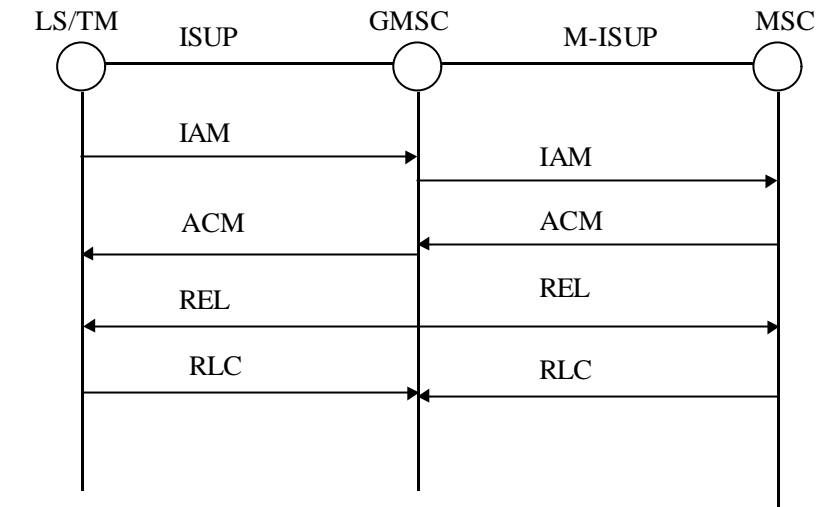 LS/TM
ISUP
GMSC
M-ISUP
MSC
IAM
IAM
ACM
ACM
REL
REL
RLC
RLC